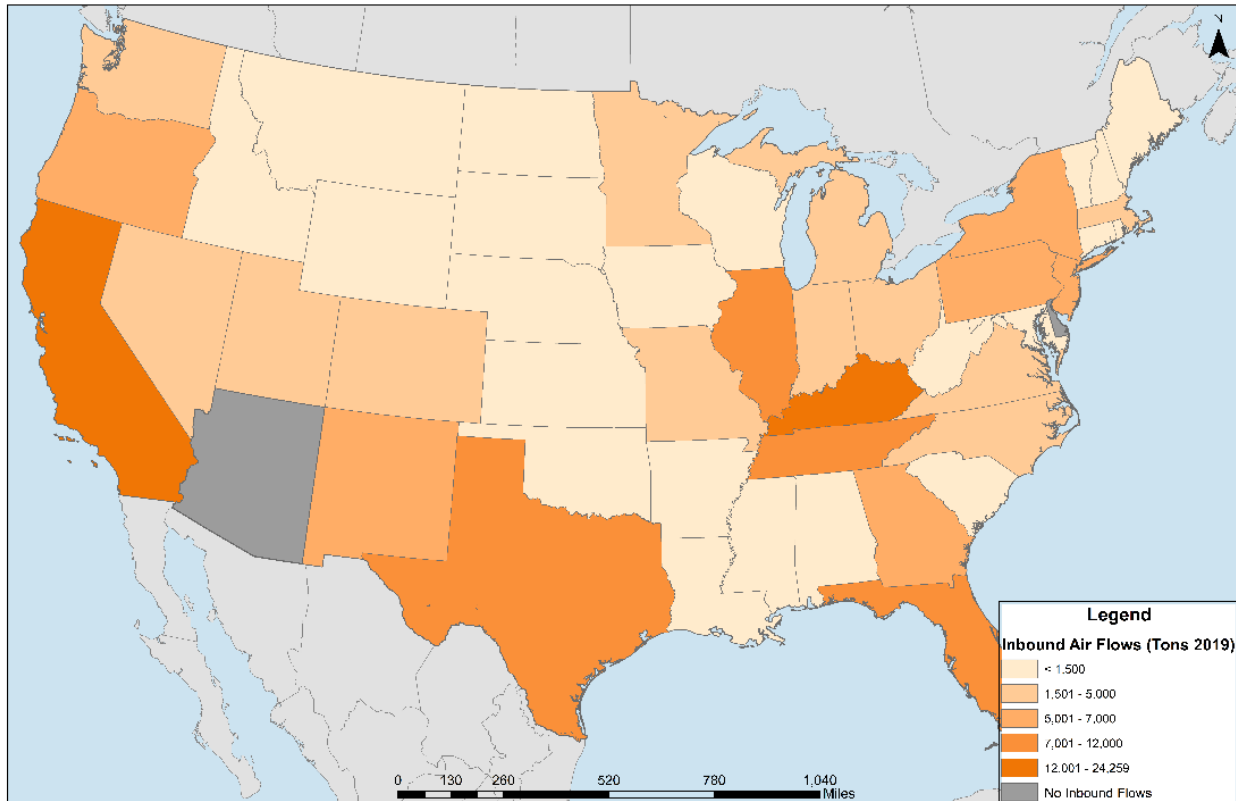 N
Legend
Inbound Air Flows (Tons 2019)
< 1,500
1,501 - 5,000
5,001 - 7,000
7,001 - 12,000
12,001 - 24,259
No Inbound Flows
0 130 260 520 780 1,040
Miles